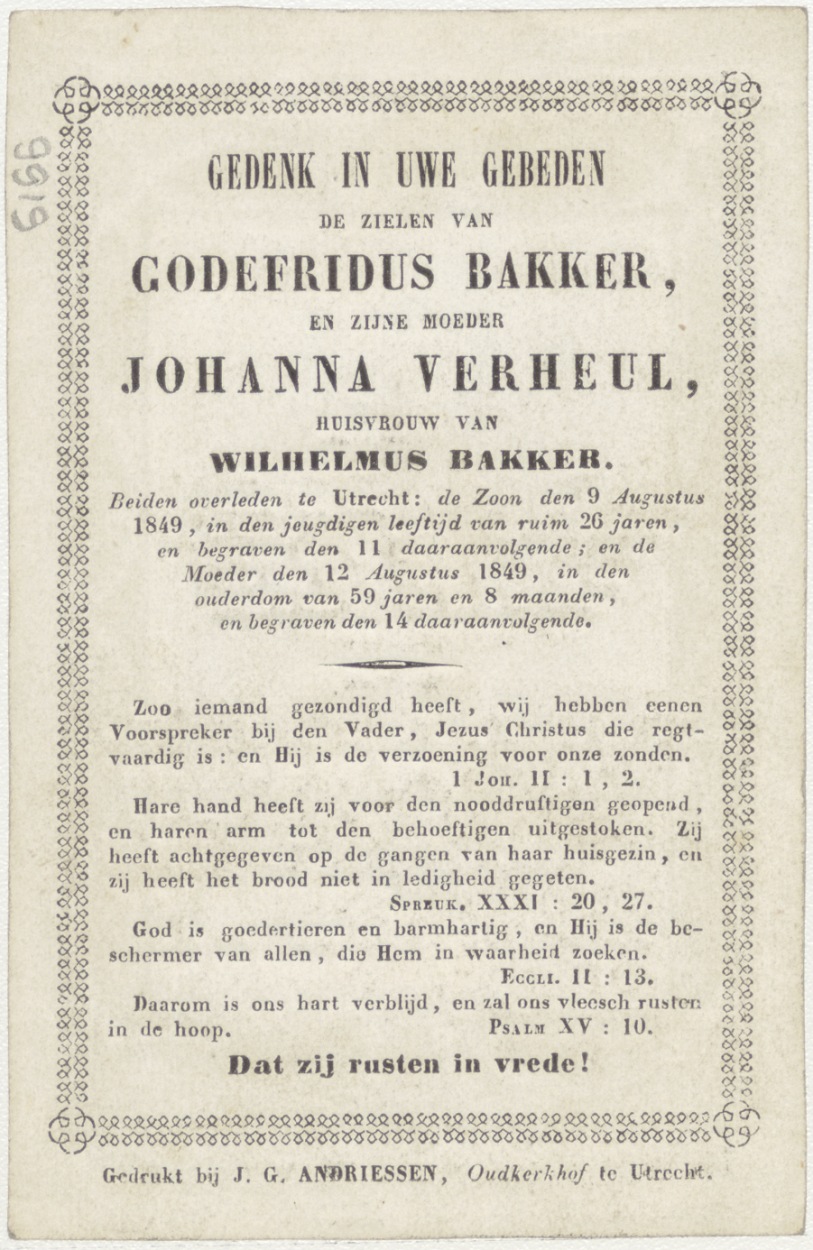 GEDENK IN UWE GEBEDEN
DE ZIELEN VAN
GODEFRIDUS BAKKER,
EN ZIJNE MOEDER
JOHANNA VERHEUL,
HUISVROUW VAN
WILHELMUS BAKKER.
Beiden overleden te Utrecht: de Zoon den 9 Augustus
1849, in den jeugdigen leeftijd van ruim 26 jaren,
en begraven den 11 daaraanvolgende; en de
Moeder den 12 Augustus 1849, in den
ouderdom van 59 jaren en 8 maanden,
en begraven den 14 daaraanvolgende.
Zoo iemand gezondigd heeft, wij hebben eenen
Voorspreker bij den Vader, Jezus Christus die regt-
vaardig is: en Hij is de verzoening voor onze zonden.
1 Joh. II : 1, 2.
Hare hand heeft zij voor den nooddruftigen geopend,
en haren arm tot den behoeftigen uitgestoken. Zij
heeft achtgegeven op de gangen van haar huisgezin, en
zij heeft het brood niet in ledigheid gegeten.
Spreuk. XXXI : 20, 27.
God is goedertieren en barmhartig, en Hij is de be-
schermer van allen, die Hem in waarheid zoeken.
Eccli. II : 13.
Daarom is ons hart verblijd, en zal ons vleesch rusten
in de hoop. Psalm XV : 10.
Dat zij rusten in vrede!
Gedrukt bij J. G. ANDRIESSEN, Oudkerkhof te Utrecht.
6166